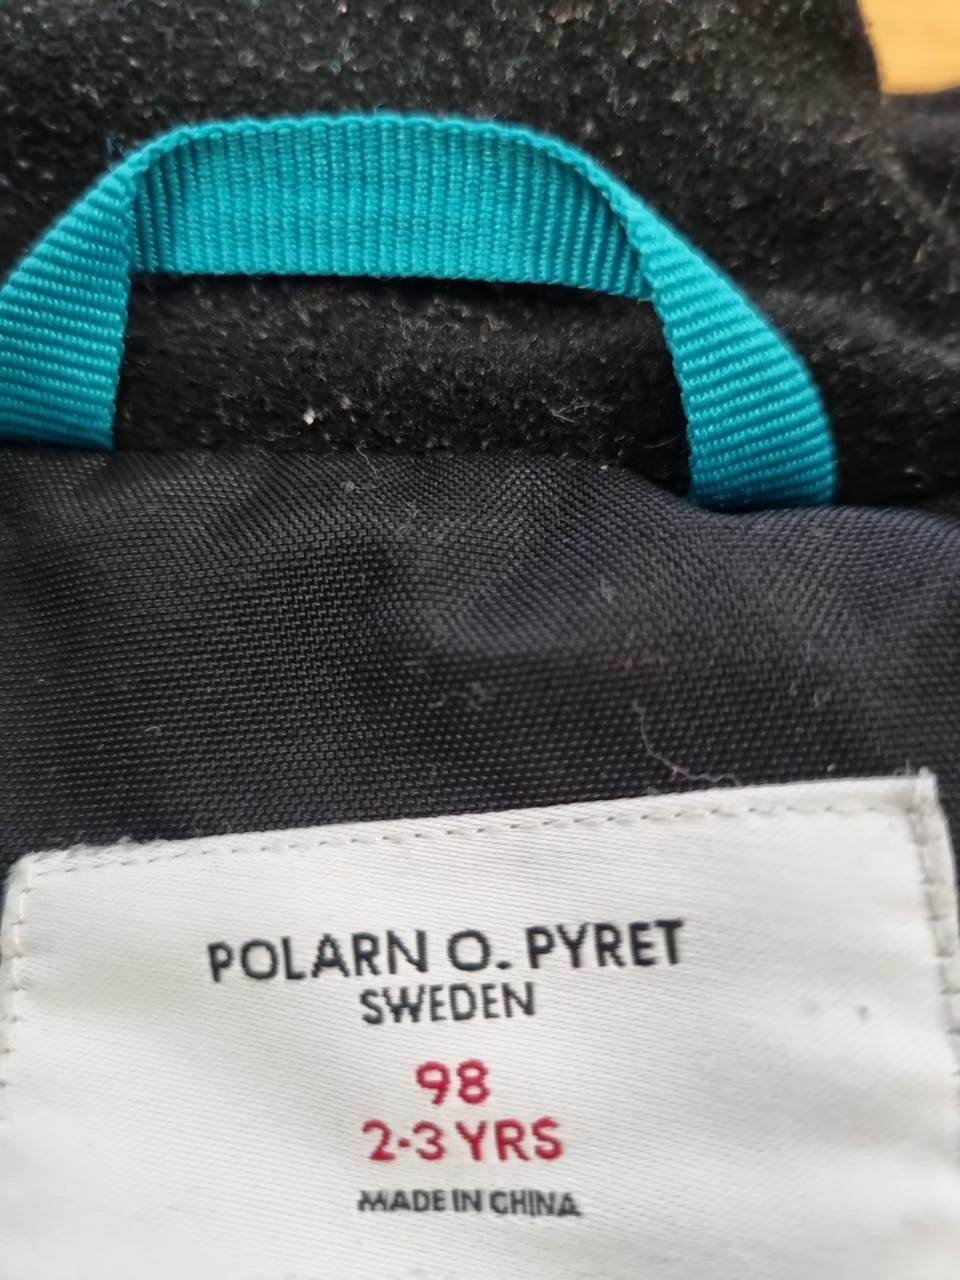 POLARN O. PYRET
SWEDEN
98
2-3 YRS
MADE IN CHINA